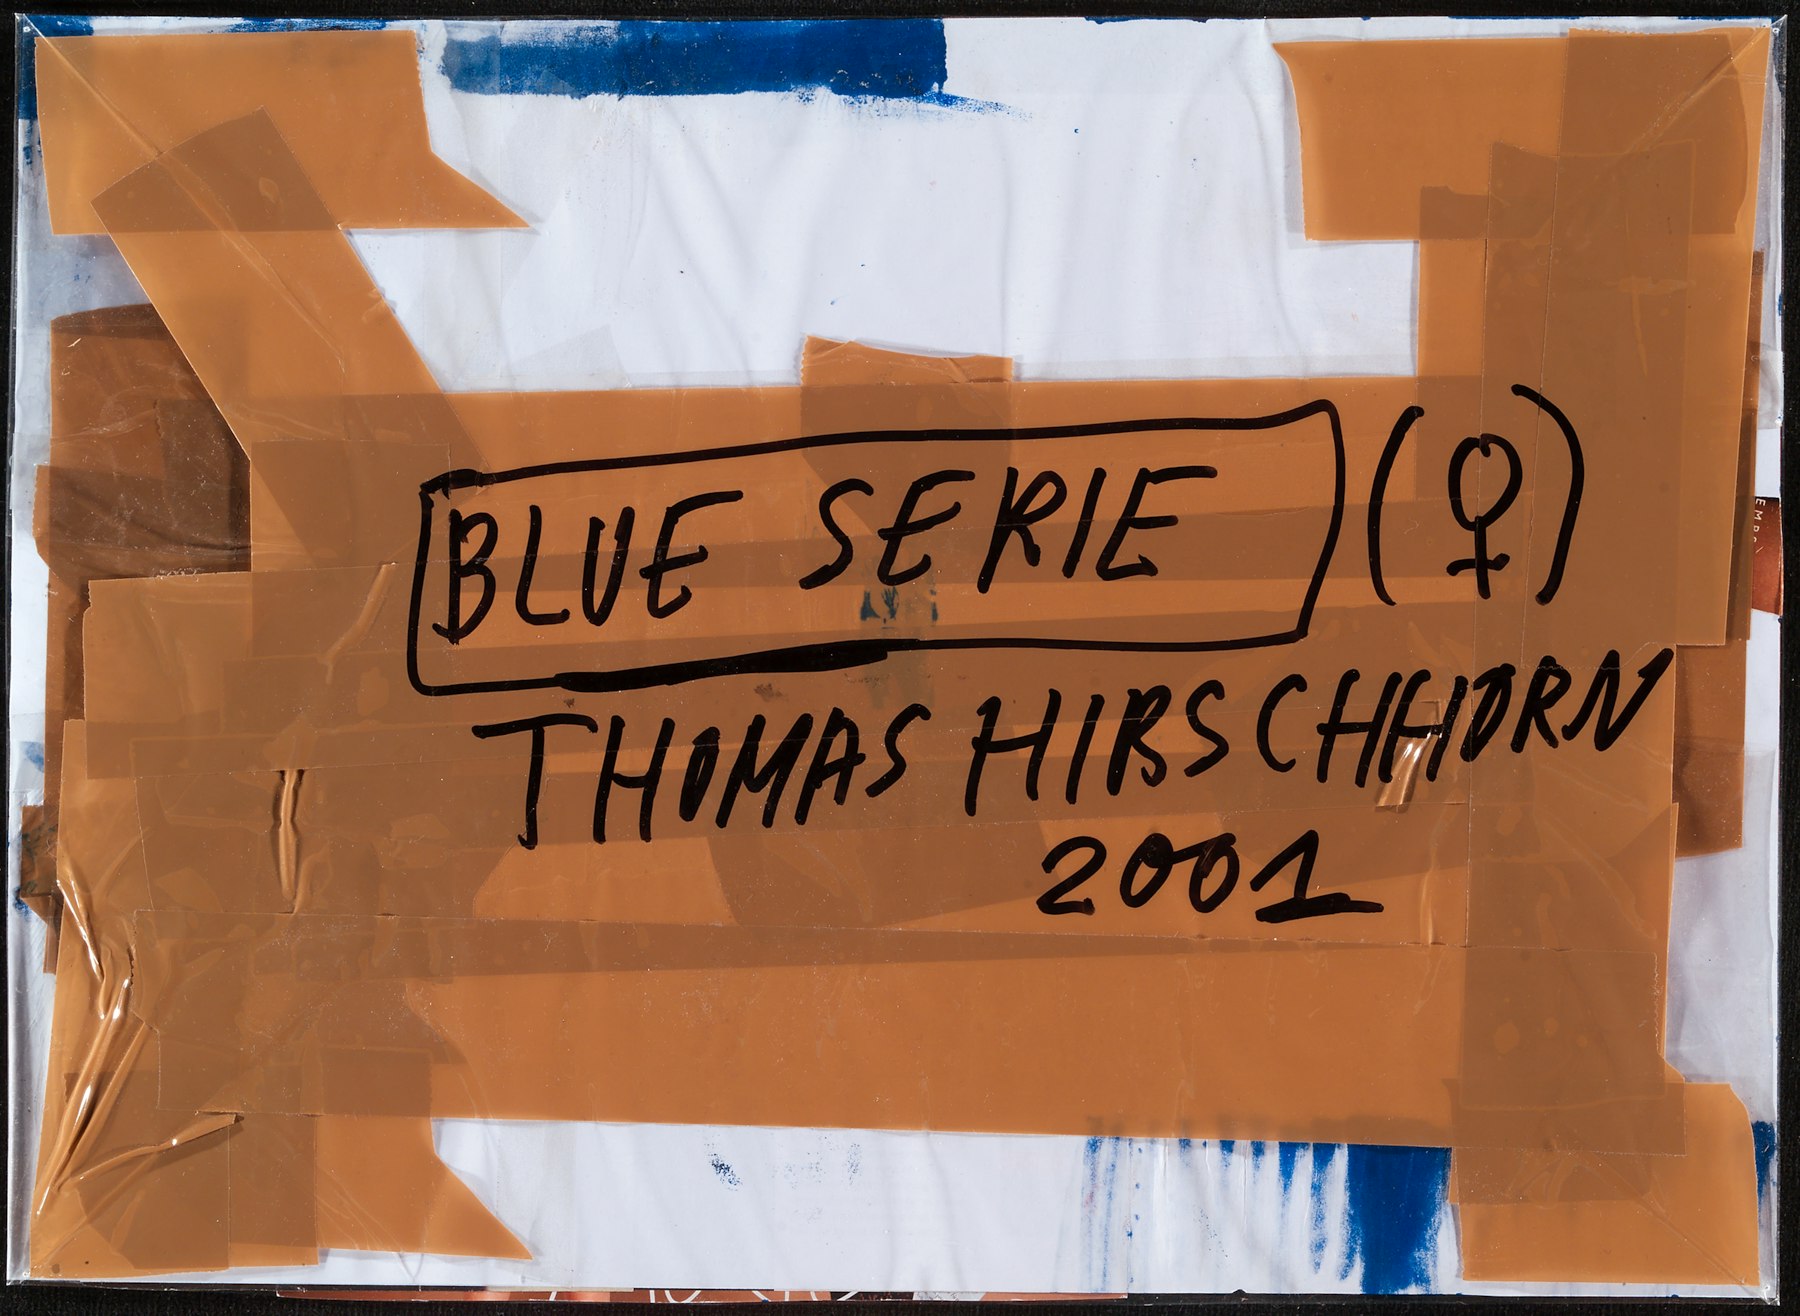 BLUE SERIE (♀)
THOMAS HIRSCHHORN
2001